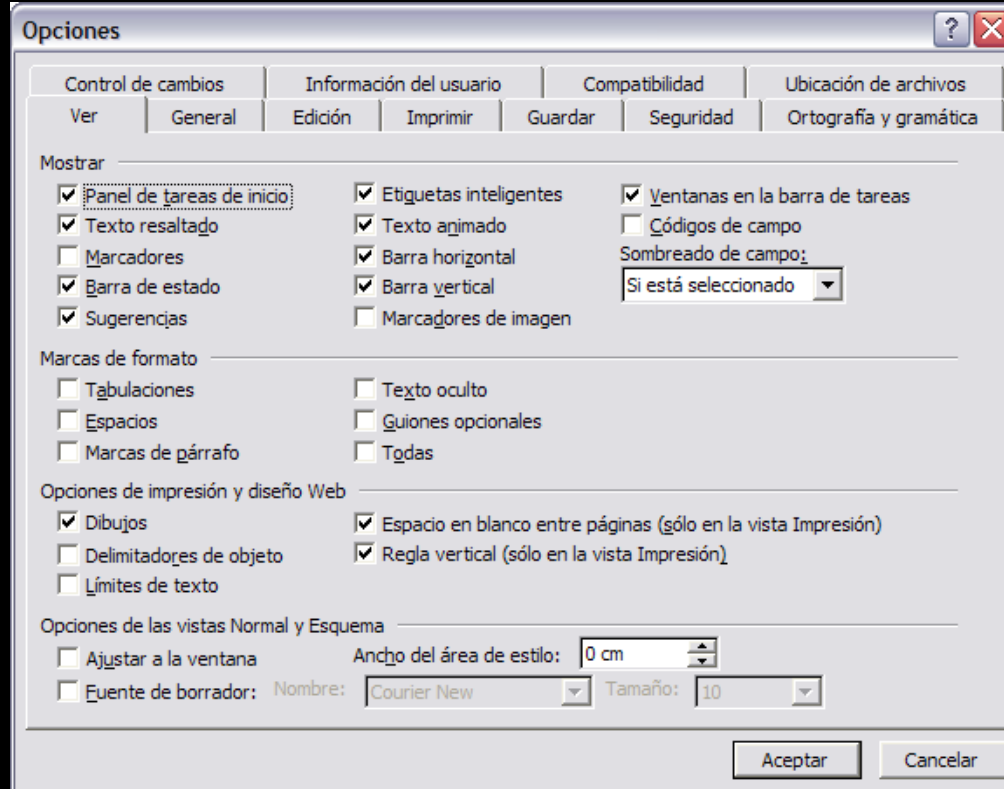 Opciones
Control de cambios Información del usuario Compatibilidad Ubicación de archivos
Ver General Edición Imprimir Guardar Seguridad Ortografía y gramática
Mostrar
Panel de tareas de inicio Etiquetas inteligentes Ventanas en la barra de tareas
Texto resaltado Texto animado Códigos de campo
Marcadores Barra horizontal Sombreado de campo:
Barra de estado Barra vertical Si está seleccionado
Sugerencias Marcadores de imagen
Marcas de formato
Tabulaciones Texto oculto
Espacios Guiones opcionales
Marcas de párrafo Todas
Opciones de impresión y diseño Web
Dibujos Espacio en blanco entre páginas (sólo en la vista Impresión)
Delimitadores de objeto Regla vertical (sólo en la vista Impresión)
Límites de texto
Opciones de las vistas Normal y Esquema
Ajustar a la ventana Ancho del área de estilo: 0 cm
Fuente de borrador: Nombre: Courier New Tamaño: 10
Aceptar Cancelar